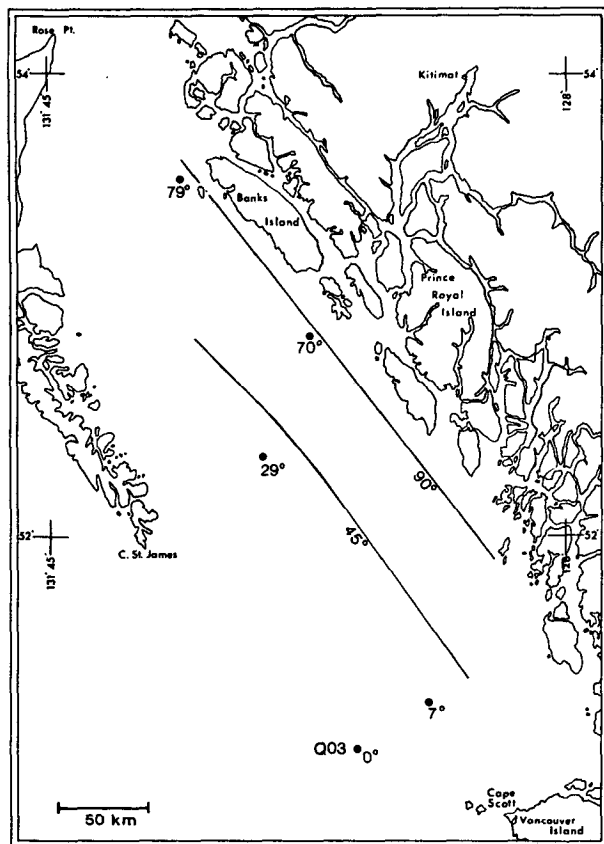 Rose Pt.
54°
131° 45'
Kitimat
54°
128°
79°
Banks
Island
Prince
Royal
Island
70°
29°
90°
45°
52°
131° 45'
C. St. James
52°
128°
7°
Q03
0°
50 km
Cape
Scott
Vancouver
Island